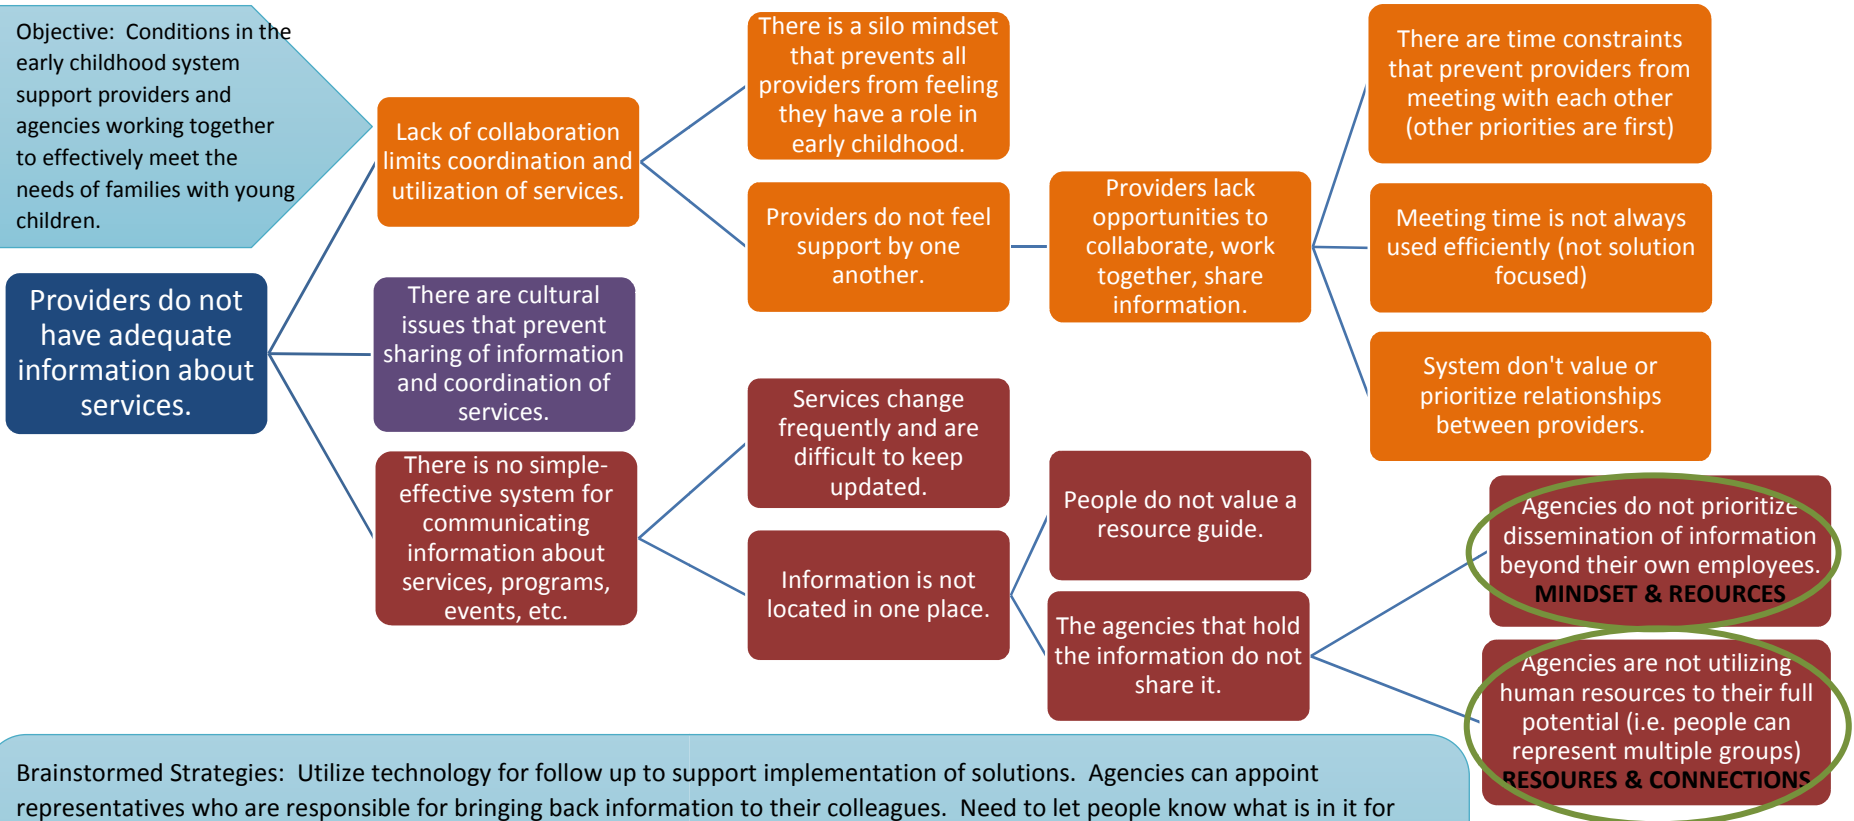 Objective:  Conditions in the
early childhood system
support providers and
agencies working together
to effectively meet the
needs of families with young
children.
Providers do not
have adequate
information about
services.
Lack of collaboration
limits coordination and
utilization of services.
There are cultural
issues that prevent
sharing of information
and coordination of
services.
There is no simple-
effective system for
communicating
information about
services, programs,
events, etc.
There is a silo mindset
that prevents all
providers from feeling
they have a role in
early childhood.
Providers do not feel
support by one
another.
Services change
frequently and are
difficult to keep
updated.
Information is not
located in one place.
Providers lack
opportunities to
collaborate, work
together, share
information.
People do not value a
resource guide.
The agencies that hold
the information do not
share it.
There are time constraints
that prevent providers from
meeting with each other
(other priorities are first)
Meeting time is not always
used efficiently (not solution
focused)
System don't value or
prioritize relationships
between providers.
Agencies do not prioritize
dissemination of information
beyond their own employees.
MINDSET & REOURCES
Agencies are not utilizing
human resources to their full
potential (i.e. people can
represent multiple groups)
RESOURES & CONNECTIONS
Brainstormed Strategies:  Utilize technology for follow up to support implementation of solutions.  Agencies can appoint
representatives who are responsible for bringing back information to their colleagues.  Need to let people know what is in it for